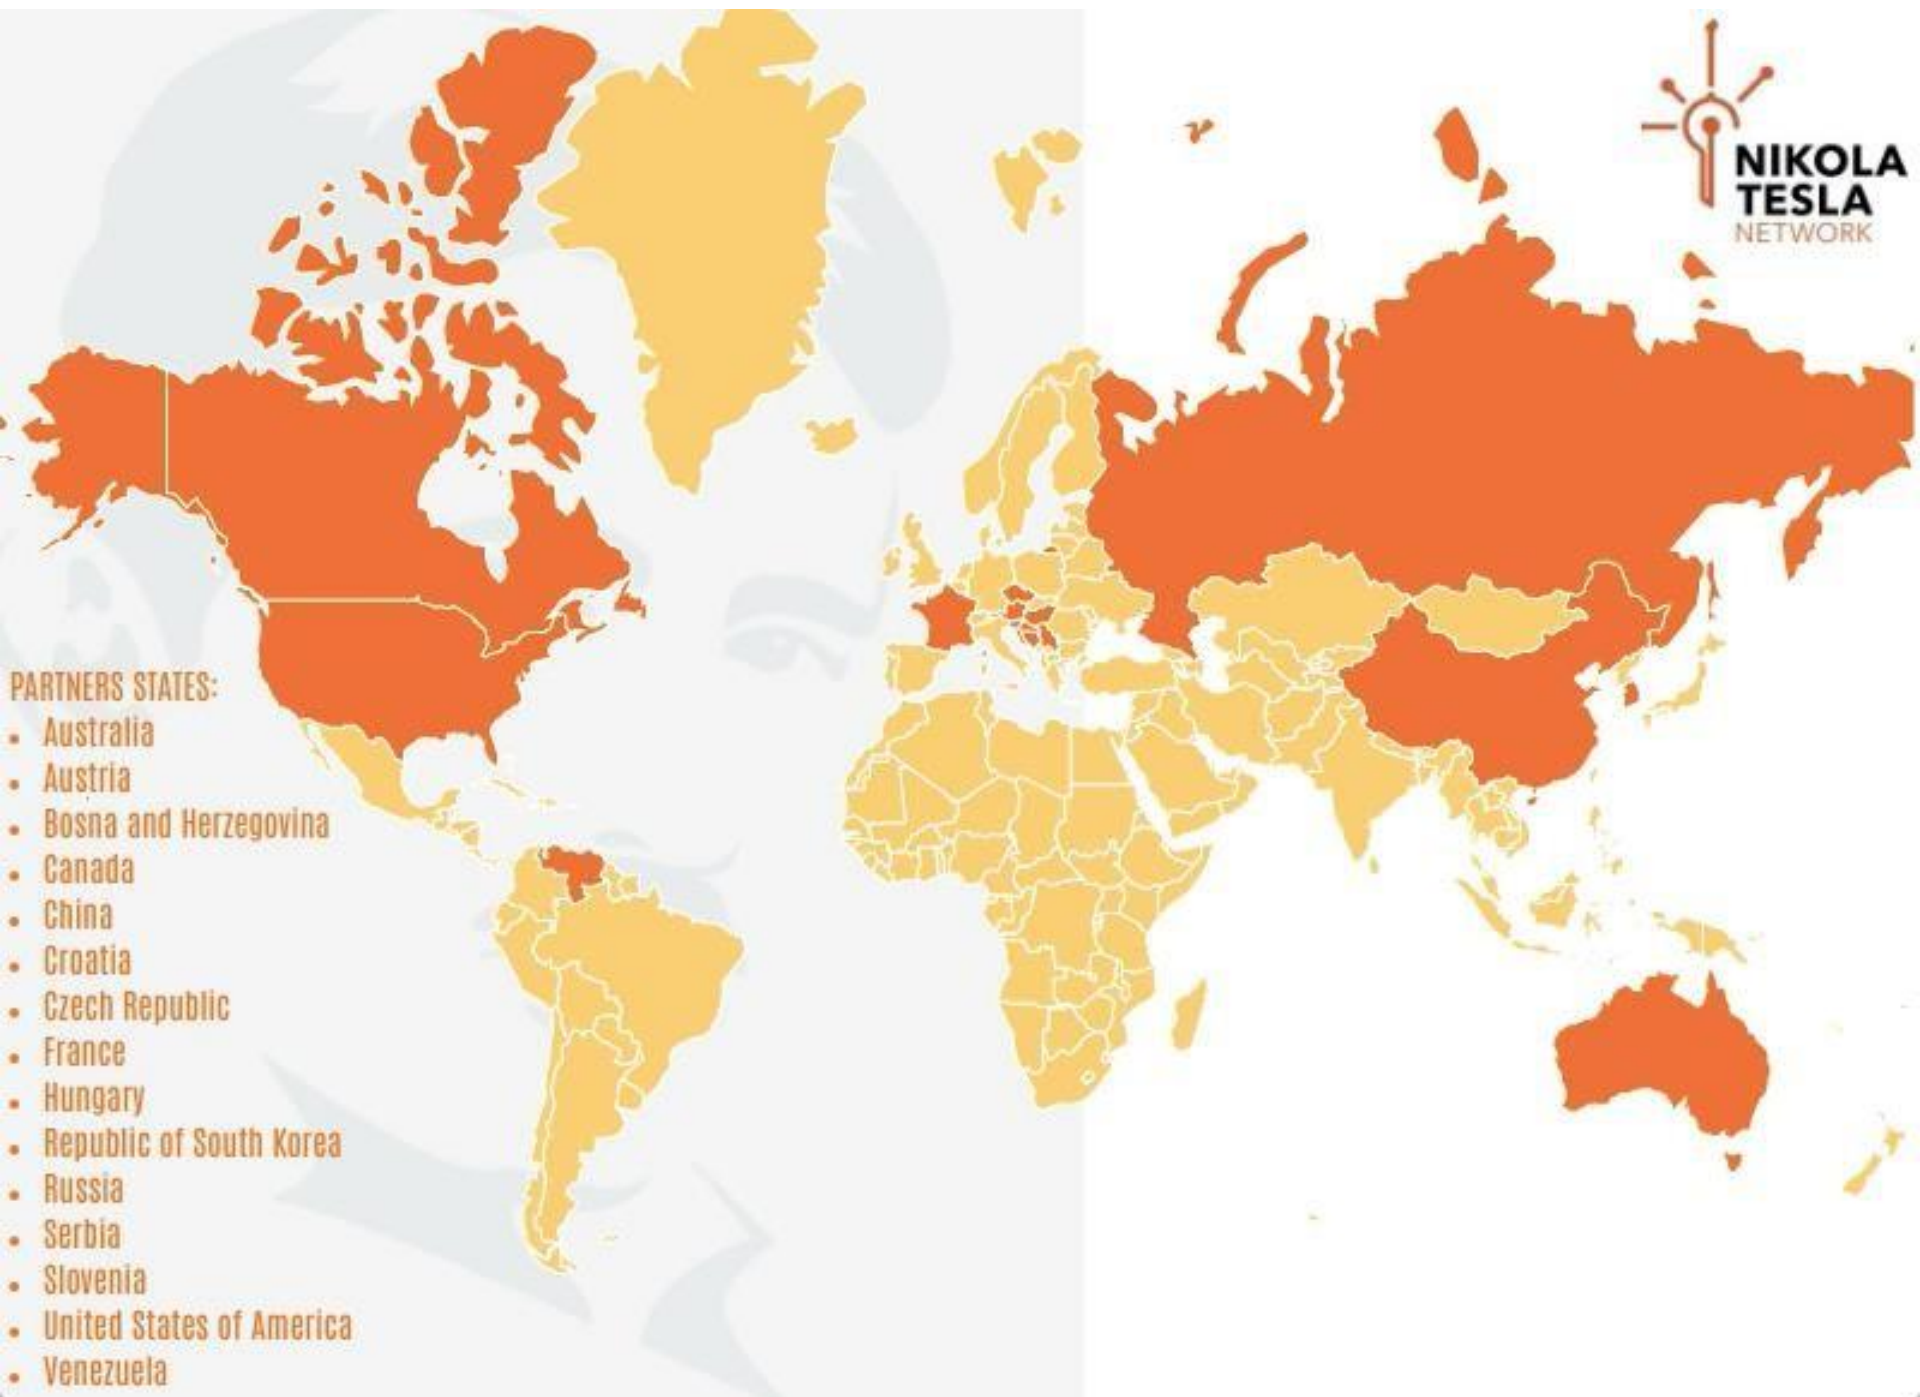 NIKOLA
TESLA
NETWORK
PARTNERS STATES:
• Australia
• Austria
• Bosna and Herzegovina
• Canada
• China
• Croatia
• Czech Republic
• France
• Hungary
• Republic of South Korea
• Russia
• Serbia
• Slovenia
• United States of America
• Venezuela